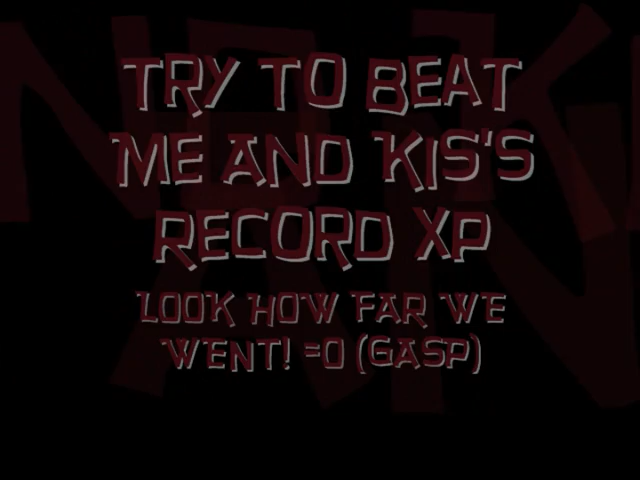 TRY TO BEAT
ME AND KIS'S
RECORD XP
LOOK HOW FAR WE
WENT! =O (GASP)